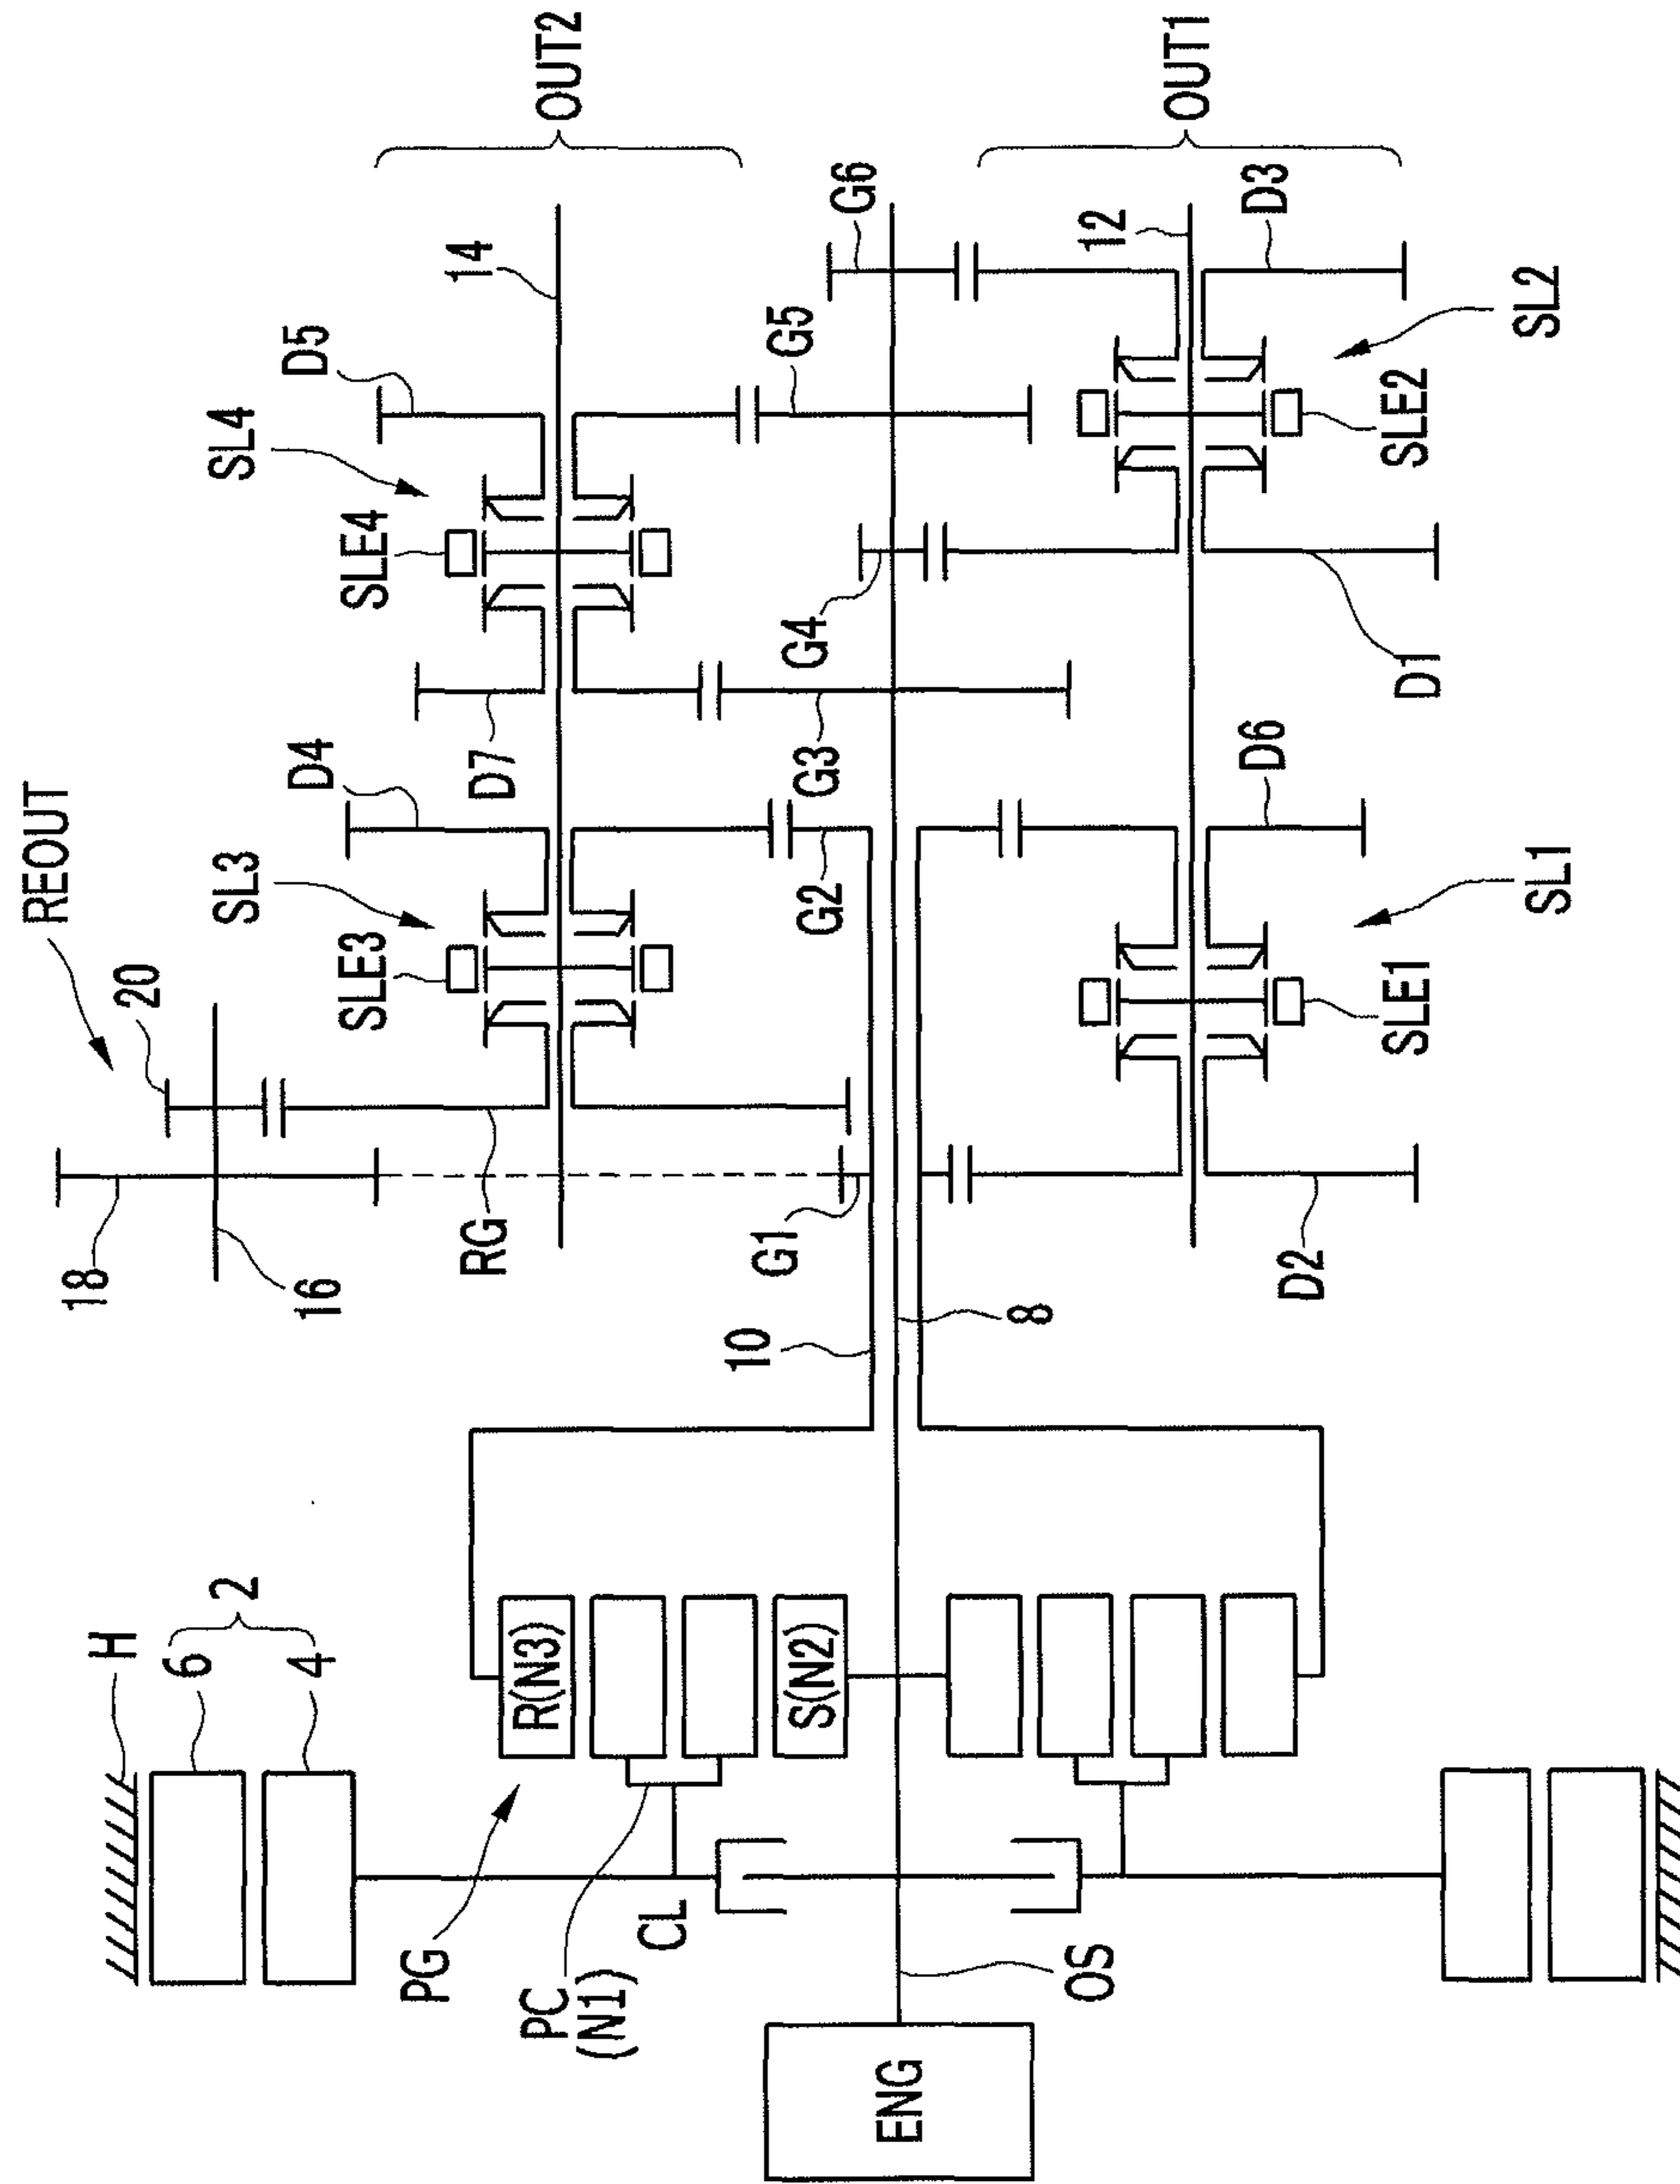 REOUT
20
18
16
SL3
SLE3
D4
RG
SL4
SLE4
D5
D7
14
OUT2
G1
G2
G3
G4
G5
G6
10
8
12
D3
SL2
SLE2
D1
D6
SL1
SLE1
D2
OUT1
H
6
4
2
R(N3)
S(N2)
PG
PC
(N1)
CL
OS
ENG